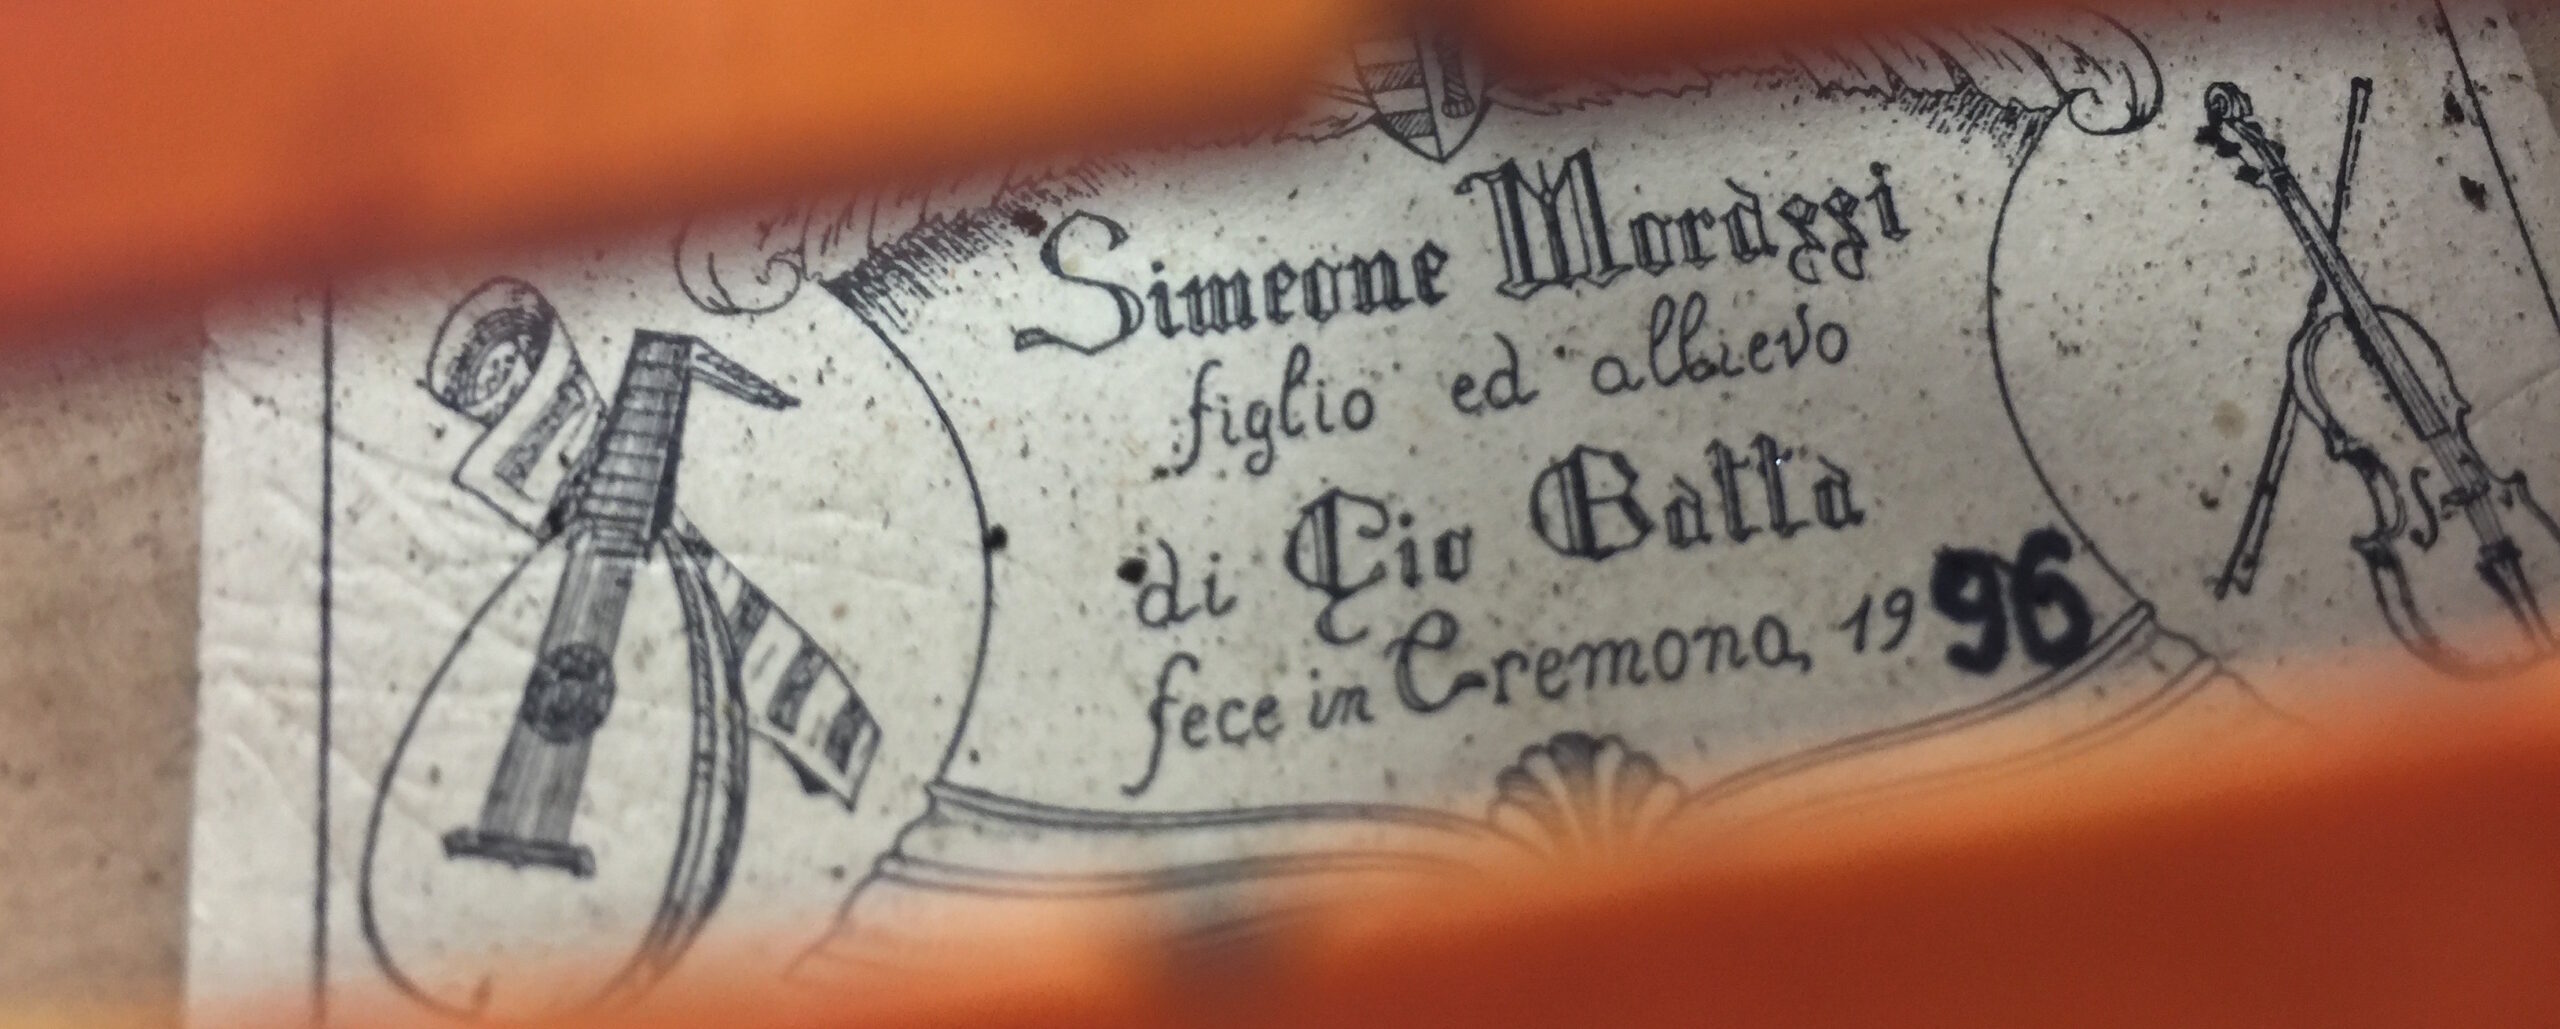 Simeone Morassi
figlio ed allievo
di Gio Batta
fece in Cremona, 1996